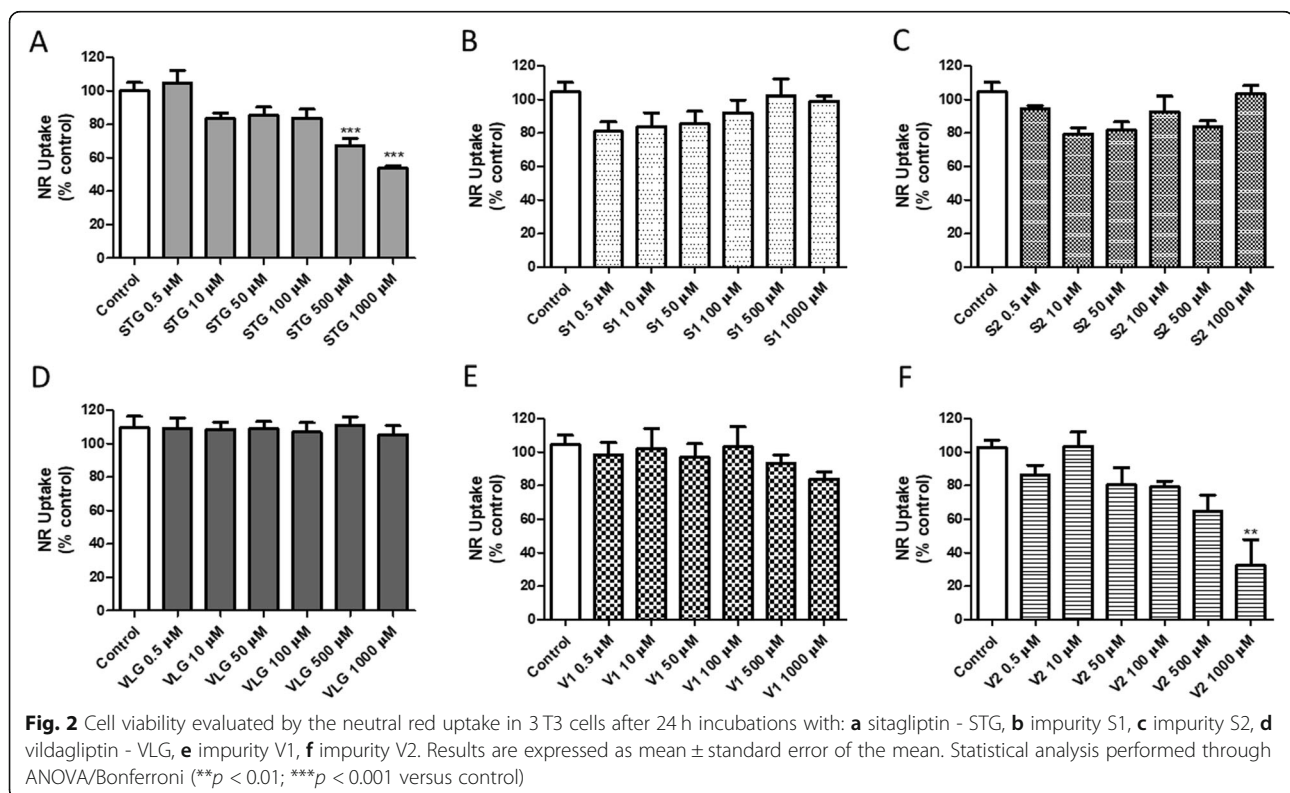 A
NR Uptake
(% control)
120
100
80
60
40
20
0
***
***
Control
STG 0.5 µM
STG 10 µM
STG 50 µM
STG 100 µM
STG 500 µM
STG 1000 µM
B
NR Uptake
(% control)
120
100
80
60
40
20
0
Control
S1 0.5 µM
S1 10 µM
S1 50 µM
S1 100 µM
S1 500 µM
S1 1000 µM
C
NR Uptake
(% control)
120
100
80
60
40
20
0
Control
S2 0.5 µM
S2 10 µM
S2 50 µM
S2 100 µM
S2 500 µM
S2 1000 µM
D
NR Uptake
(% control)
120
100
80
60
40
20
0
Control
VLG 0.5 µM
VLG 10 µM
VLG 50 µM
VLG 100 µM
VLG 500 µM
VLG 1000 µM
E
NR Uptake
(% control)
120
100
80
60
40
20
0
Control
V1 0.5 µM
V1 10 µM
V1 50 µM
V1 100 µM
V1 500 µM
V1 1000 µM
F
NR Uptake
(% control)
120
100
80
60
40
20
0
**
Control
V2 0.5 µM
V2 10 µM
V2 50 µM
V2 100 µM
V2 500 µM
V2 1000 µM
Fig. 2 Cell viability evaluated by the neutral red uptake in 3 T3 cells after 24 h incubations with: a sitagliptin - STG, b impurity S1, c impurity S2, d
vildagliptin - VLG, e impurity V1, f impurity V2. Results are expressed as mean ± standard error of the mean. Statistical analysis performed through
ANOVA/Bonferroni (**p < 0.01; ***p < 0.001 versus control)